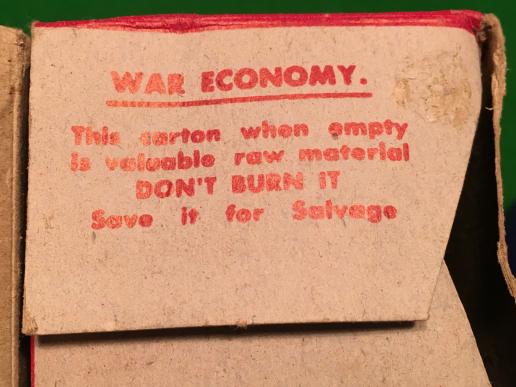 WAR ECONOMY.
This carton when empty
is valuable raw material
DON'T BURN IT
Save it for Salvage